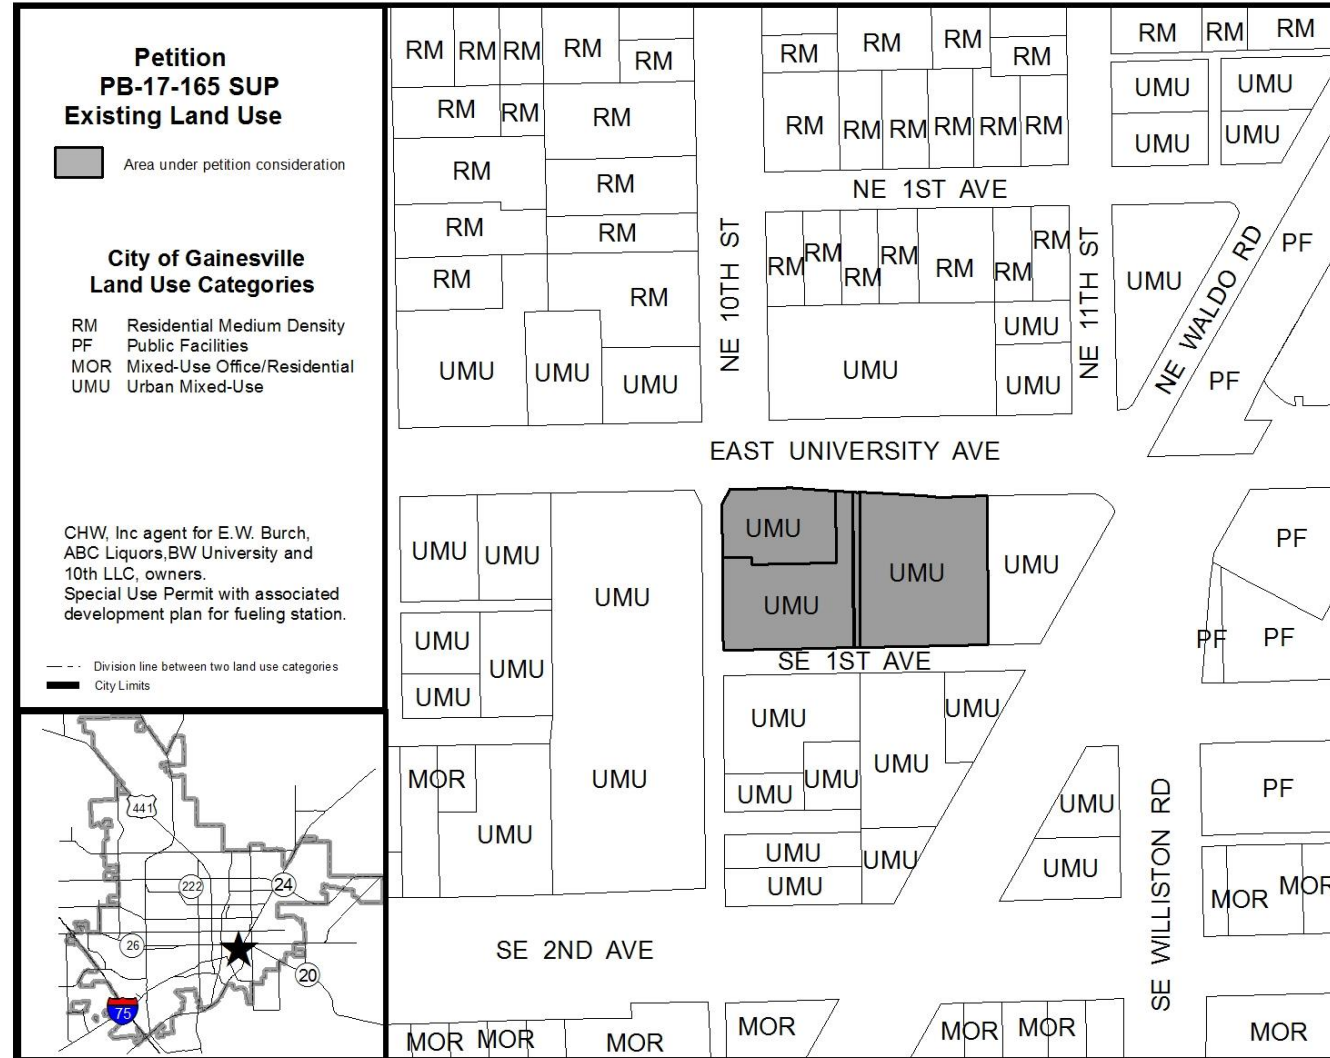 Petition
PB-17-165 SUP
Existing Land Use
Area under petition consideration
City of Gainesville
Land Use Categories
RM Residential Medium Density
PF Public Facilities
MOR Mixed-Use Office/Residential
UMU Urban Mixed-Use
CHW, Inc agent for E.W. Burch,
ABC Liquors,BW University and
10th LLC, owners.
Special Use Permit with associated
development plan for fueling station.
Division line between two land use categories
City Limits
441
222
24
26
20
75
RM RM RM RM RM
RM RM RM RM
RM RM RM
RM RM RM
RM RM RM
RM RM RM RM RM RM
UMU UMU
UMU UMU
RM
RM
NE 1ST AVE
RM
RM
RM
RM
NE 10TH ST
RM RM RM RM RM RM RM
NE 11TH ST
UMU
NE WALDO RD
PF
RM
UMU
UMU UMU UMU
UMU
UMU
PF
EAST UNIVERSITY AVE
UMU UMU
UMU
UMU
UMU
UMU
UMU
PF
UMU
UMU
UMU
PF PF
SE 1ST AVE
UMU
UMU
UMU
MOR
UMU
UMU
UMU
UMU
UMU
PF
UMU
UMU
UMU
UMU
UMU
SE WILLISTON RD
MOR MOR
SE 2ND AVE
MOR MOR MOR
MOR
MOR MOR
MOR